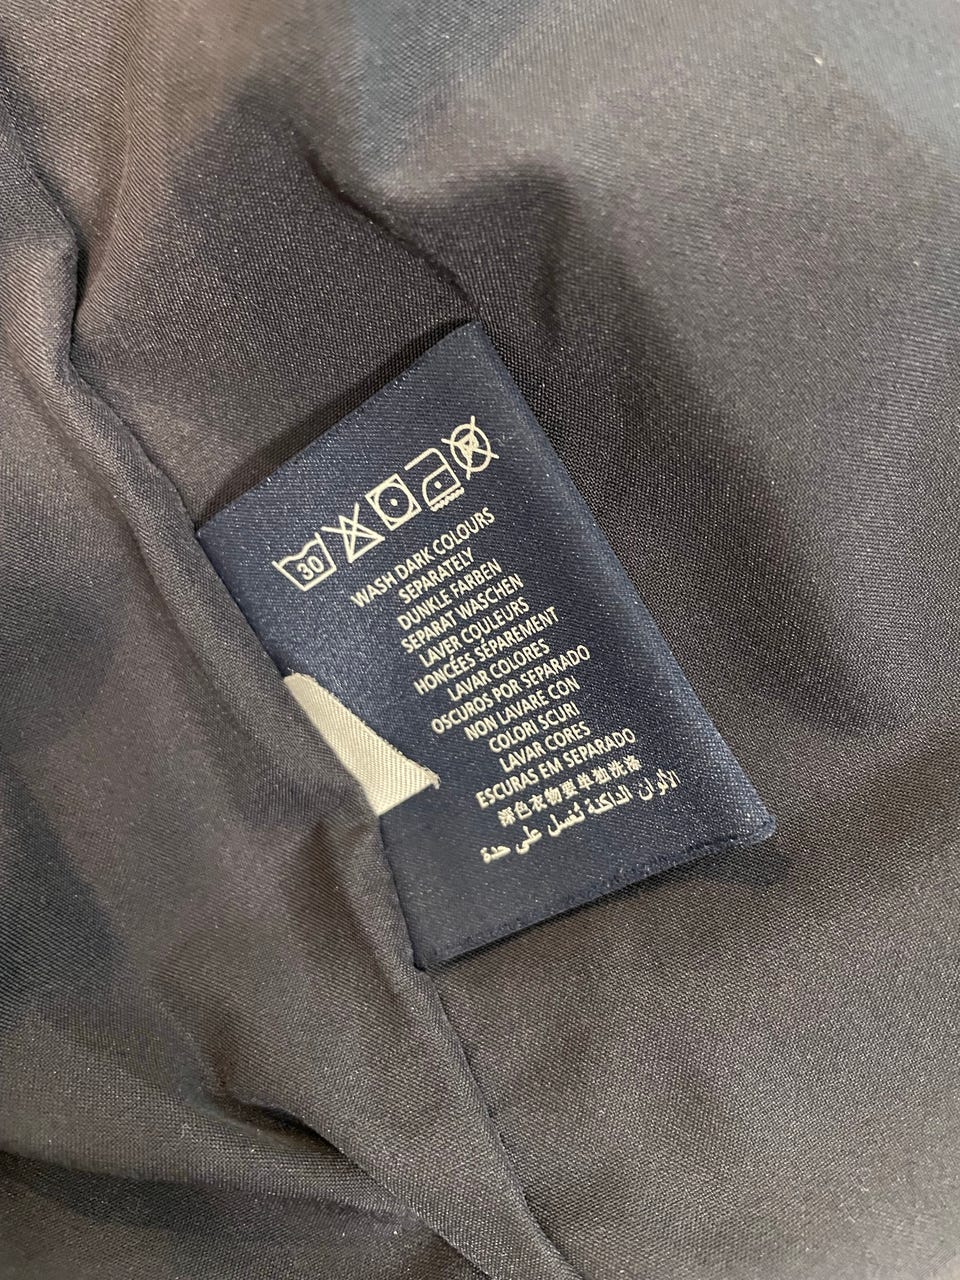 30
WASH DARK COLOURS
SEPARATELY
DUNKLE FARBEN
SEPARAT WASCHEN
LAVER COULEURS
HONCÉES SÉPAREMENT
LAVAR COLORES
OSCUROS POR SEPARADO
NON LAVARE CON
COLORI SCURI
LAVAR CORES
ESCURAS EM SEPARADO
深色衣物要单独洗涤
الألوان الداكنة تغسل على حدة